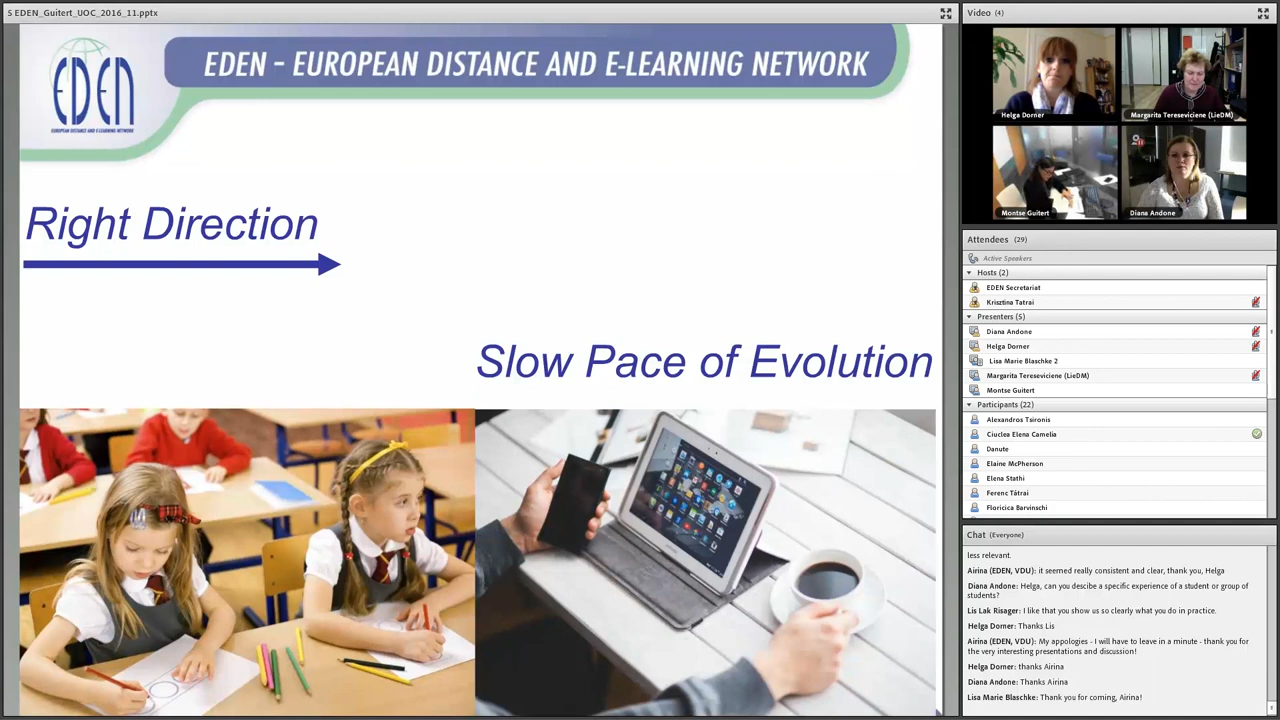 5 EDEN_Guitert_UOC_2016_11.pptx
EDEN
EUROPEAN DISTANCE AND E-LEARNING NETWORK
EDEN - EUROPEAN DISTANCE AND E-LEARNING NETWORK
Right Direction
Slow Pace of Evolution
Video (4)
Helga Dorner
Margarita Tereseviciene (LieDM)
Montse Guitert
Diana Andone
Attendees (29)
Active Speakers
Hosts (2)
EDEN Secretariat
Krisztina Tatrai
Presenters (5)
Diana Andone
Helga Dorner
Lisa Marie Blaschke 2
Margarita Tereseviciene (LieDM)
Montse Guitert
Participants (22)
Alexandros Tsironis
Ciuclea Elena Camelia
Danute
Elaine McPherson
Elena Stathi
Ferenc Tátrai
Floricica Barvinschi
Chat (Everyone)
less relevant.
Airina (EDEN, VDU): it seemed really consistent and clear, thank you, Helga
Diana Andone: Helga, can you descibe a specific experience of a student or group of
students?
Lis Lak Risager: I like that you show us so clearly what you do in practice.
Helga Dorner: Thanks Lis
Airina (EDEN, VDU): My appologies - I will have to leave in a minute - thank you for
the very interesting presentations and discussion!
Helga Dorner: thanks Airina
Diana Andone: Thanks Airina
Lisa Marie Blaschke: Thank you for coming, Airina!